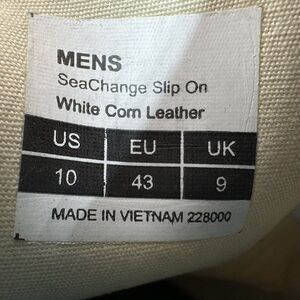 MENS
SeaChange Slip On
White Corn Leather
US EU UK
10 43 9
MADE IN VIETNAM 228000